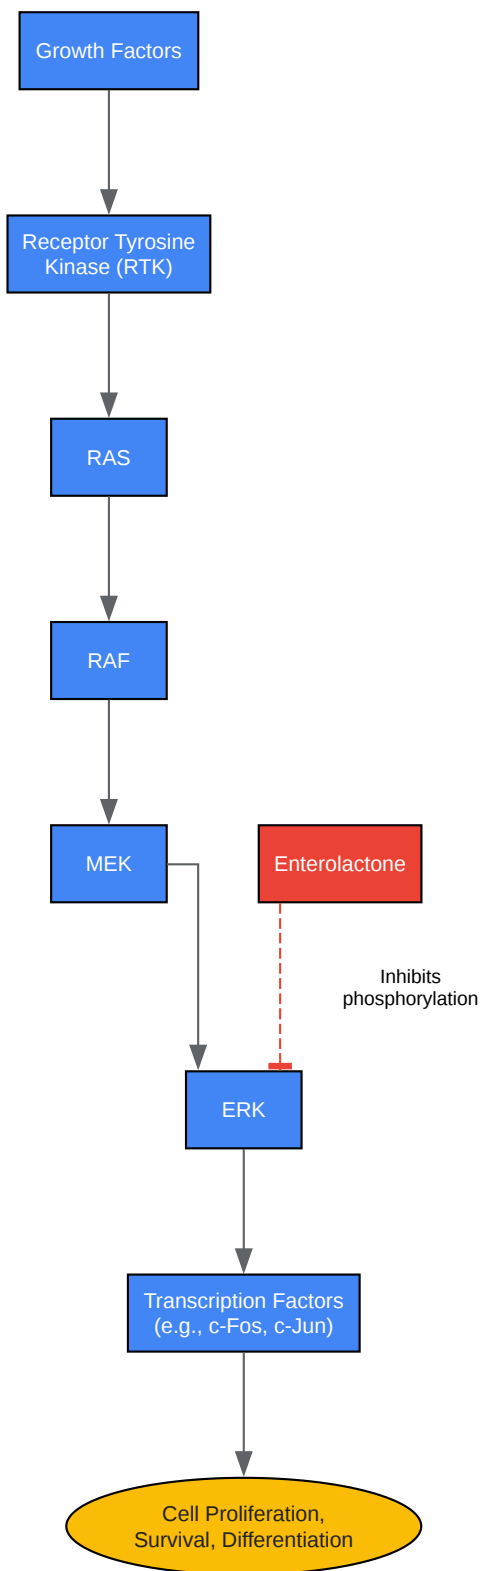 Growth Factors
Receptor Tyrosine
Kinase (RTK)
RAS
RAF
MEK
Enterolactone
Inhibits
phosphorylation
ERK
Transcription Factors
(e.g., c-Fos, c-Jun)
Cell Proliferation,
Survival, Differentiation